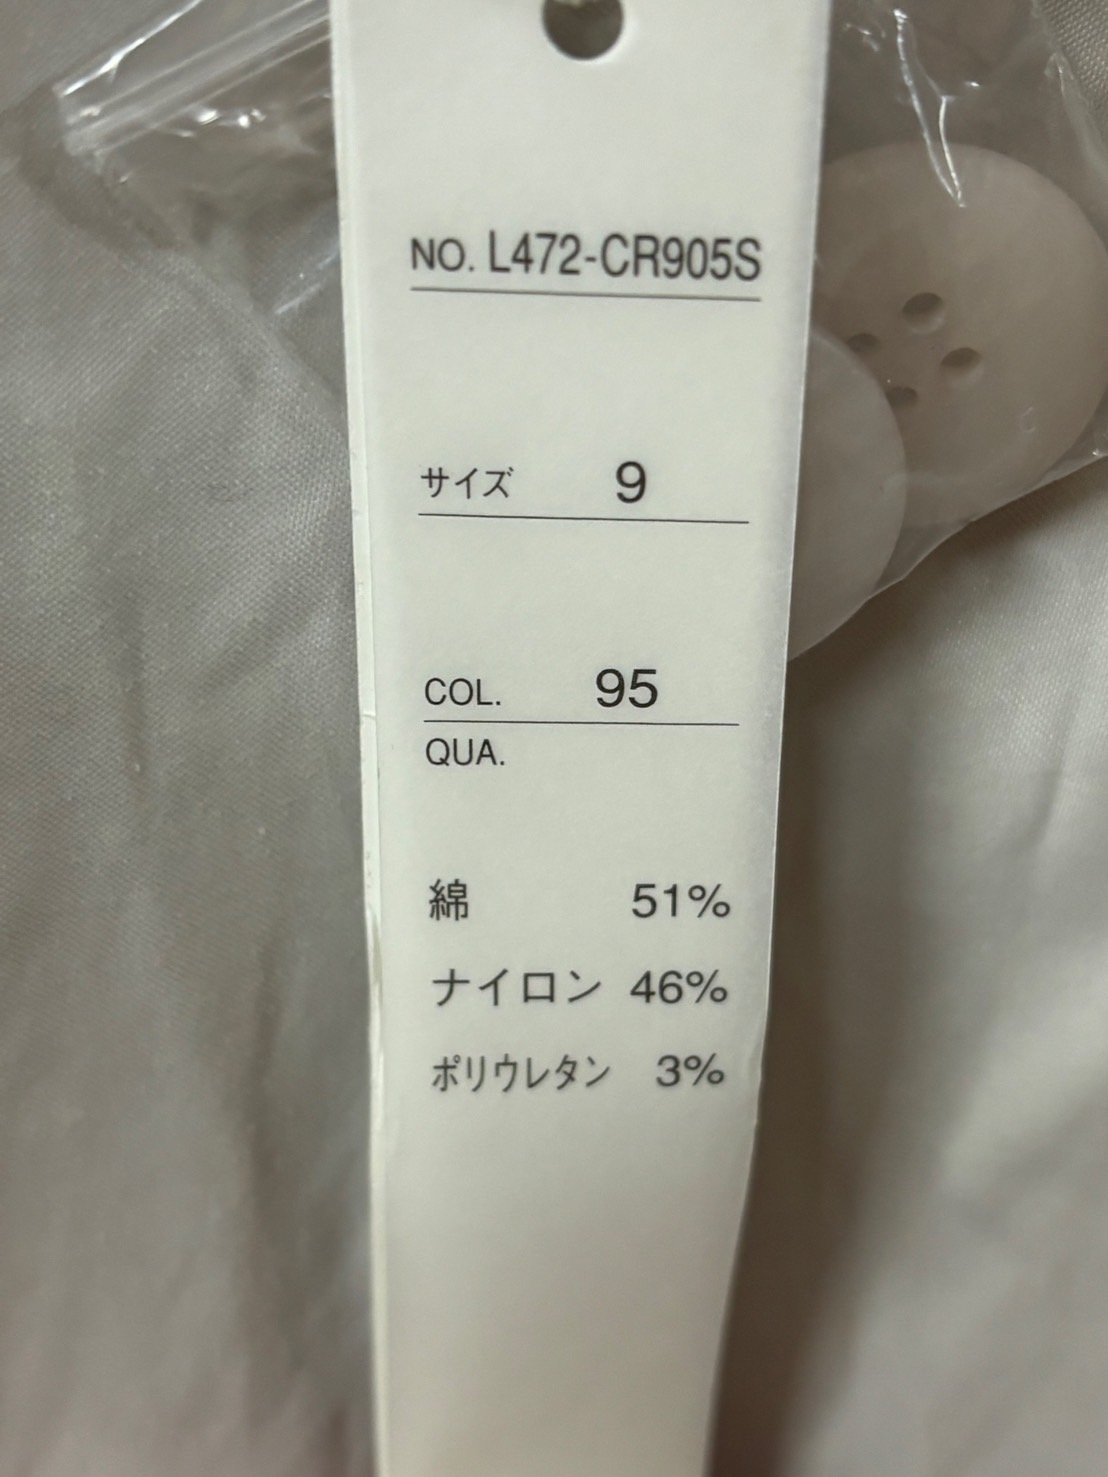 NO. L472-CR905S
サイズ 9
COL. 95
QUA.
綿 51%
ナイロン 46%
ポリウレタン 3%